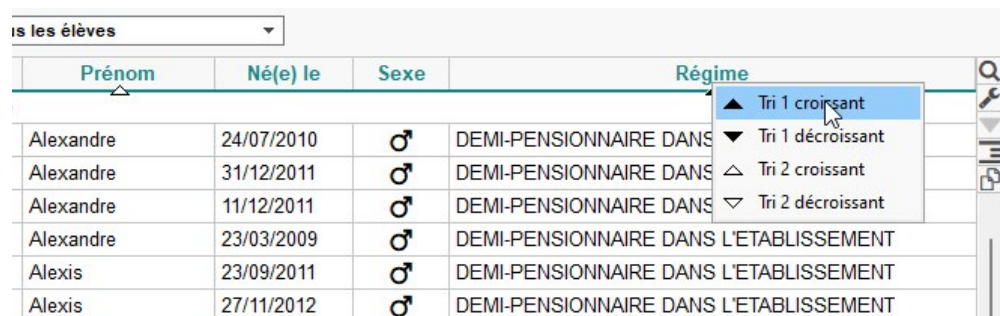 us les élèves
Prénom Né(e) le Sexe Régime
Tri 1 croissant
Alexandre 24/07/2010 DEMI-PENSIONNAIRE DANS
Tri 1 décroissant
Alexandre 31/12/2011 DEMI-PENSIONNAIRE DANS
Tri 2 croissant
Alexandre 11/12/2011 DEMI-PENSIONNAIRE DANS
Tri 2 décroissant
Alexandre 23/03/2009 DEMI-PENSIONNAIRE DANS L'ETABLISSEMENT
Alexis 23/09/2011 DEMI-PENSIONNAIRE DANS L'ETABLISSEMENT
Alexis 27/11/2012 DEMI-PENSIONNAIRE DANS L'ETABLISSEMENT